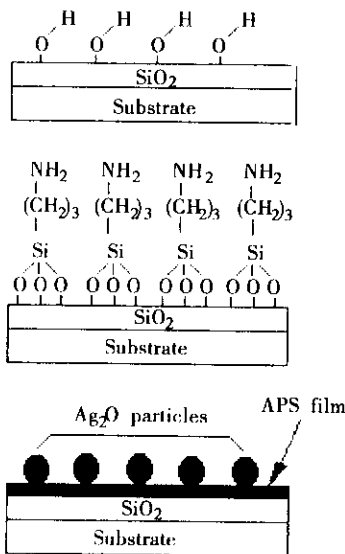 H H H H
O O O O
SiO2
Substrate
NH2 NH2 NH2 NH2
(CH2)3 (CH2)3 (CH2)3 (CH2)3
Si Si Si Si
O O O O O O O O O O O O
SiO2
Substrate
Ag2O particles APS film
SiO2
Substrate